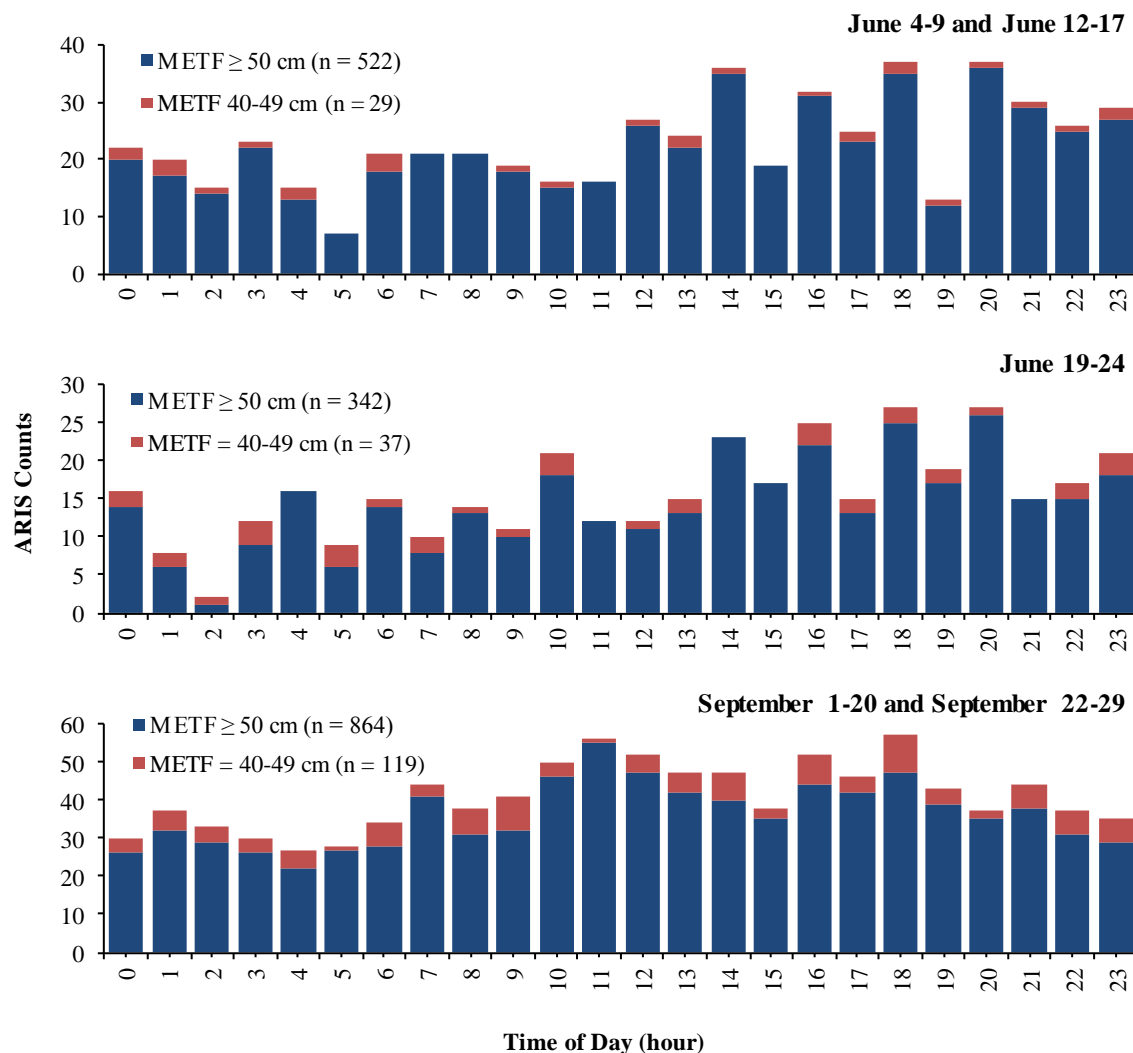 June 4-9 and June 12-17
METF ≥ 50 cm (n = 522)
METF 40-49 cm (n = 29)
40
30
20
10
0
0 1 2 3 4 5 6 7 8 9 10 11 12 13 14 15 16 17 18 19 20 21 22 23
June 19-24
METF ≥ 50 cm (n = 342)
METF = 40-49 cm (n = 37)
30
25
20
15
10
5
0
0 1 2 3 4 5 6 7 8 9 10 11 12 13 14 15 16 17 18 19 20 21 22 23
ARIS Counts
September 1-20 and September 22-29
METF ≥ 50 cm (n = 864)
METF = 40-49 cm (n = 119)
60
50
40
30
20
10
0
0 1 2 3 4 5 6 7 8 9 10 11 12 13 14 15 16 17 18 19 20 21 22 23
Time of Day (hour)